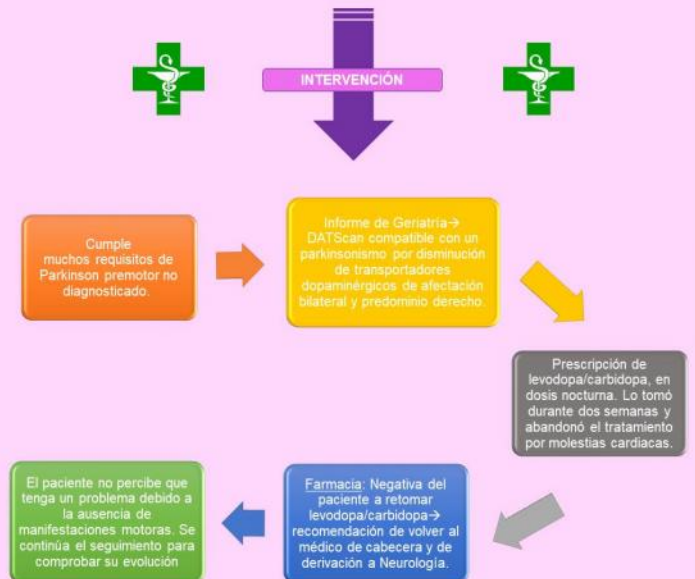 INTERVENCIÓN
Cumple
muchos requisitos de
Parkinson premotor no
diagnosticado.
Informe de Geriatría→
DATScan compatible con un
parkinsonismo por disminución
de transportadores
dopaminérgicos de afectación
bilateral y predominio derecho.
Prescripción de
levodopa/carbidopa, en
dosis nocturna. Lo tomó
durante dos semanas y
abandonó el tratamiento
por molestias cardiacas.
Farmacia: Negativa del
paciente a retomar
levodopa/carbidopa→
recomendación de volver al
médico de cabecera y de
derivación a Neurología.
El paciente no percibe que
tenga un problema debido a
la ausencia de
manifestaciones motoras. Se
continúa el seguimiento para
comprobar su evolución